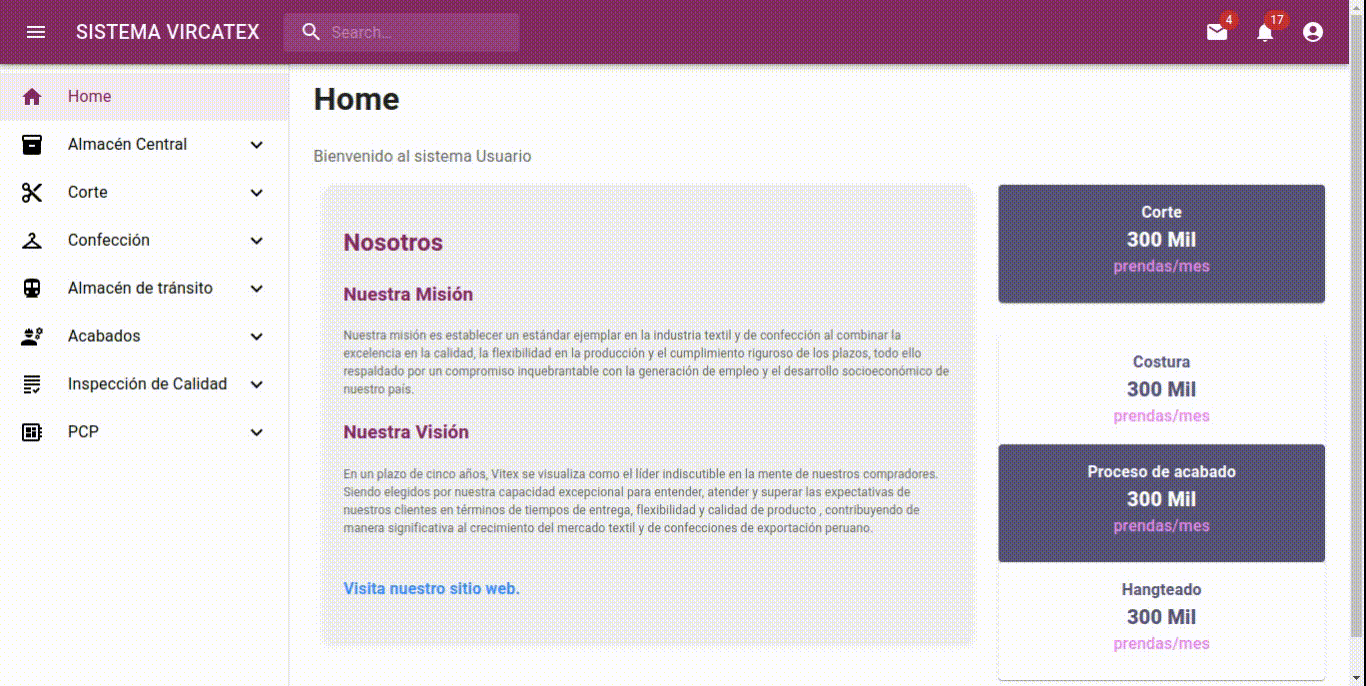 SISTEMA VIRCATEX
Search…
4
17
Home
Almacén Central
Corte
Confección
Almacén de tránsito
Acabados
Inspección de Calidad
PCP
Home
Bienvenido al sistema Usuario
Nosotros
Nuestra Misión
Nuestra misión es establecer un estándar ejemplar en la industria textil y de confección al combinar la
excelencia en la calidad, la flexibilidad en la producción y el cumplimiento riguroso de los plazos, todo ello
respaldado por un compromiso inquebrantable con la generación de empleo y el desarrollo socioeconómico de
nuestro país.
Nuestra Visión
En un plazo de cinco años, Vitex se visualiza como el líder indiscutible en la mente de nuestros compradores.
Siendo elegidos por nuestra capacidad excepcional para entender, atender y superar las expectativas de
nuestros clientes en términos de tiempos de entrega, flexibilidad y calidad de producto , contribuyendo de
manera significativa al crecimiento del mercado textil y de confecciones de exportación peruano.
Visita nuestro sitio web.
Corte
300 Mil
prendas/mes
Costura
300 Mil
prendas/mes
Proceso de acabado
300 Mil
prendas/mes
Hangteado
300 Mil
prendas/mes